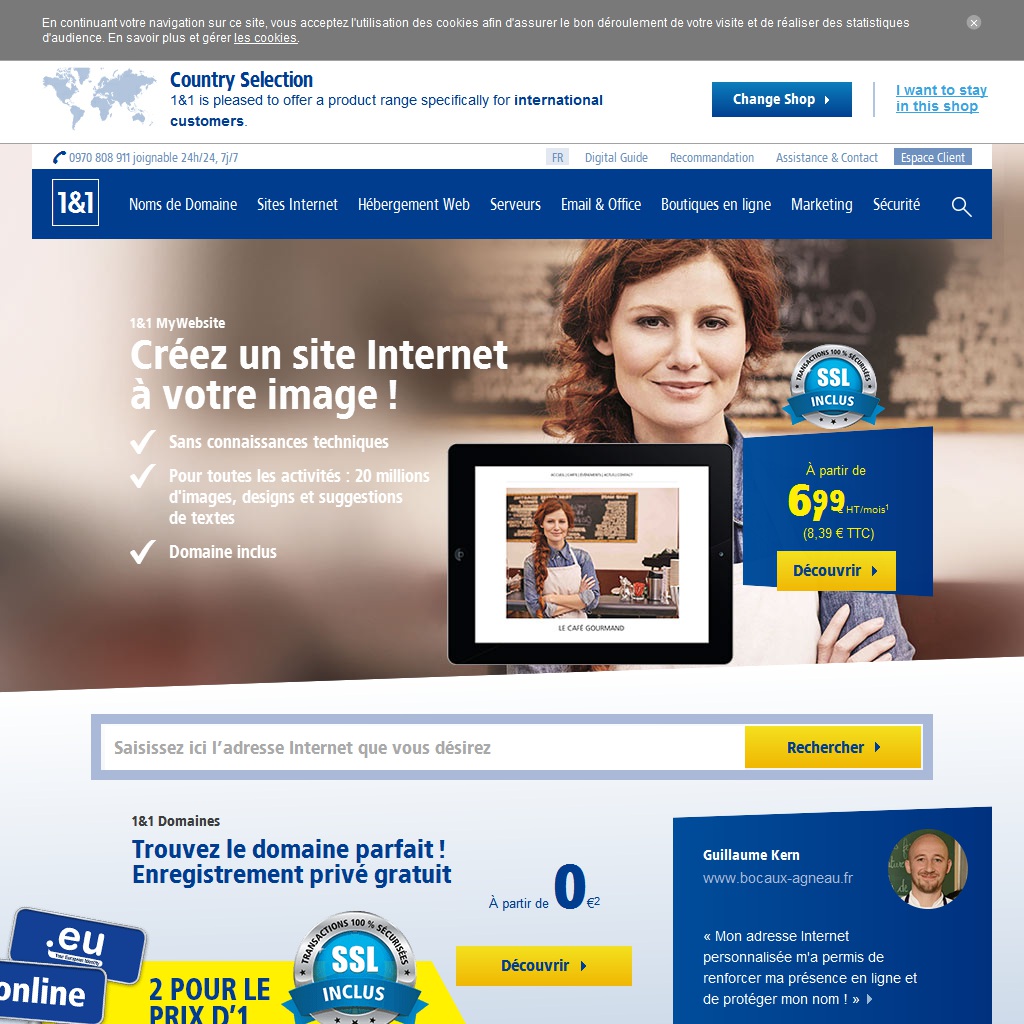 En continuant votre navigation sur ce site, vous acceptez l'utilisation des cookies afin d'assurer le bon déroulement de votre visite et de réaliser des statistiques
d'audience. En savoir plus et gérer les cookies.
Country Selection
1&1 is pleased to offer a product range specifically for international
customers.
Change Shop
I want to stay
in this shop
0970 808 911 joignable 24h/24, 7j/7
FR Digital Guide Recommandation Assistance & Contact Espace Client
1&1 Noms de Domaine Sites Internet Hébergement Web Serveurs Email & Office Boutiques en ligne Marketing Sécurité
1&1 MyWebsite
Créez un site Internet
à votre image !
Sans connaissances techniques
Pour toutes les activités : 20 millions
d'images, designs et suggestions
de textes
Domaine inclus
LE CAFÉ GOURMAND
TRANSACTIONS 100 % SÉCURISÉES
SSL
INCLUS
À partir de
6,99 € HT/mois¹
(8,39 € TTC)
Découvrir
Saisissez ici l'adresse Internet que vous désirez
Rechercher
1&1 Domaines
Trouvez le domaine parfait !
Enregistrement privé gratuit
À partir de 0 €²
Découvrir
.eu
Your European Identity
online
2 POUR LE
PRIX D'1
TRANSACTIONS 100 % SÉCURISÉES
SSL
INCLUS
Guillaume Kern
www.bocaux-agneau.fr
« Mon adresse Internet
personnalisée m'a permis de
renforcer ma présence en ligne et
de protéger mon nom ! »